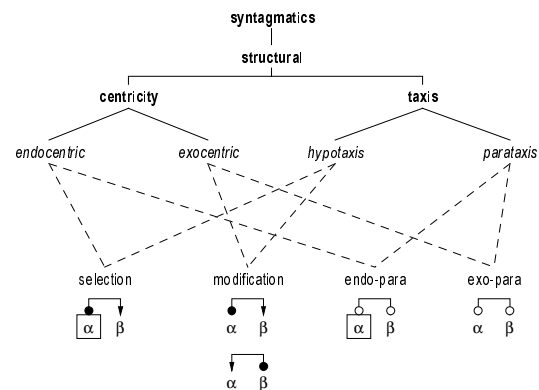 syntagmatics
structural
centricity taxis
endocentric exocentric hypotaxis parataxis
selection modification endo-para exo-para
α β α β α β α β
α β